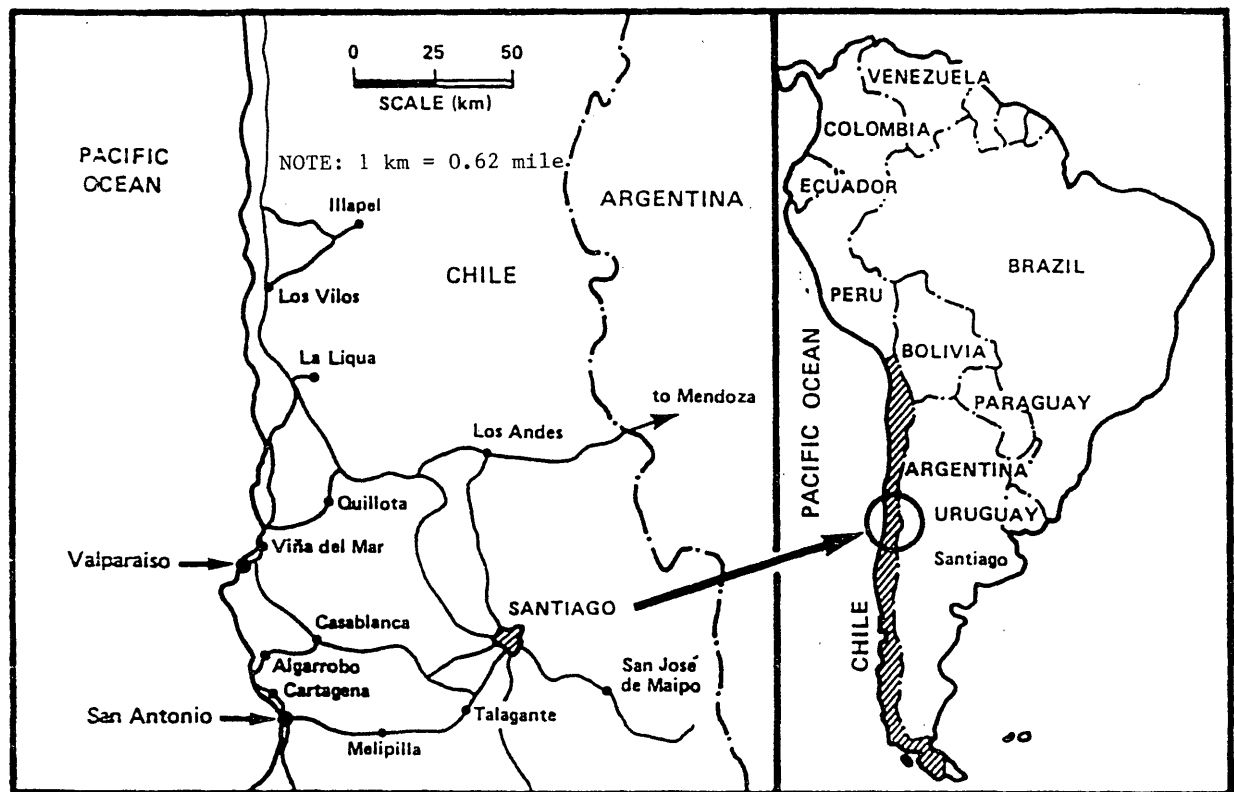 0 25 50
SCALE (km)
NOTE: 1 km = 0.62 mile
PACIFIC
OCEAN
ARGENTINA
Illapel
CHILE
Los Vilos
La Liqua
to Mendoza
Los Andes
Quillota
Viña del Mar
Valparaiso
SANTIAGO
Casablanca
Algarrobo
Cartagena
San José
de Maipo
San Antonio
Talagante
Melipilla
VENEZUELA
COLOMBIA
ECUADOR
BRAZIL
PERU
BOLIVIA
PARAGUAY
PACIFIC OCEAN
ARGENTINA
URUGUAY
Santiago
CHILE